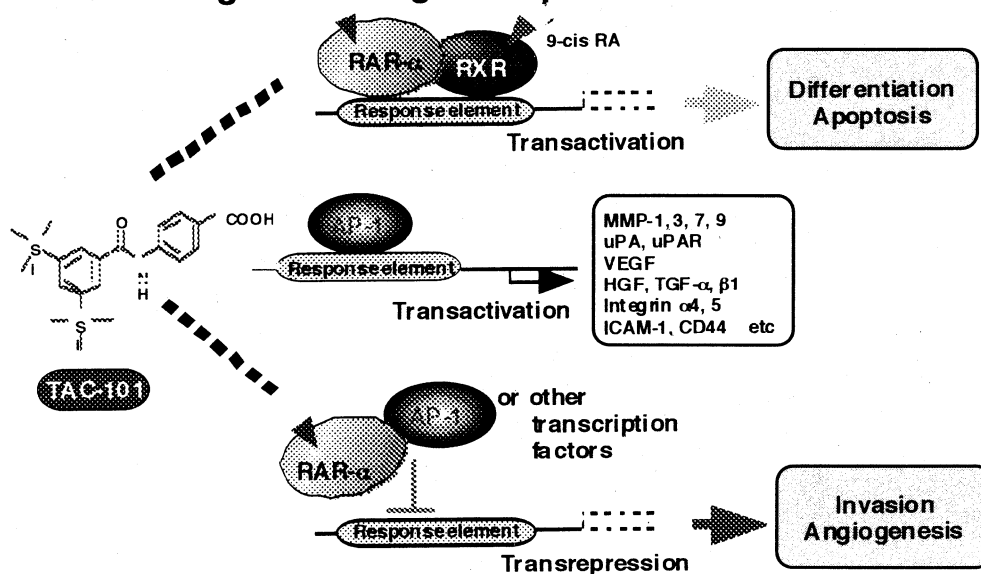 9-cis RA
RAR-α
RXR
Response element
Transactivation
Differentiation
Apoptosis
O
COOH
S
N
H
S
TAC-101
AP-1
Response element
Transactivation
MMP-1, 3, 7, 9
uPA, uPAR
VEGF
HGF, TGF-α, β1
Integrin α4, 5
ICAM-1, CD44 etc
AP-1
or other
transcription
factors
RAR-α
Response element
Transrepression
Invasion
Angiogenesis